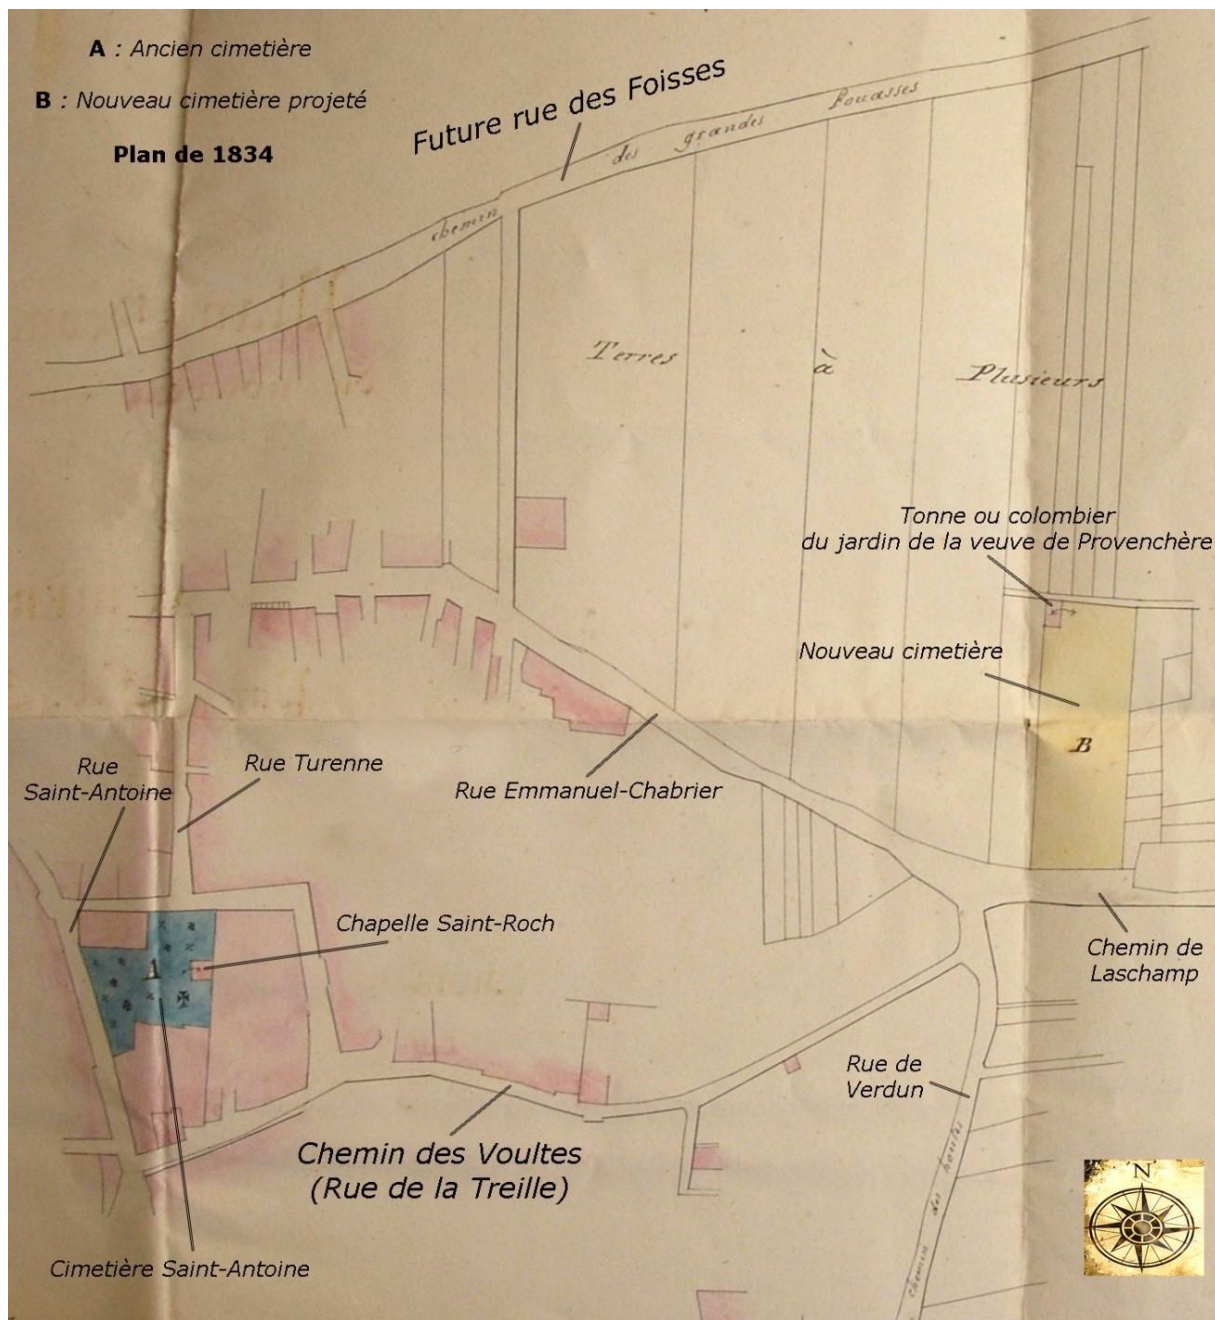 A : Ancien cimetière
B : Nouveau cimetière projeté
Plan de 1834
Future rue des Foisses
chemin des grandes Fouasses
Terres à Plusieurs
Tonne ou colombier
du jardin de la veuve de Provenchère
Nouveau cimetière
B
Rue
Saint-Antoine
Rue Turenne
Rue Emmanuel-Chabrier
Chapelle Saint-Roch
A
Chemin de
Laschamp
Rue de
Verdun
Chemin des Voultes
(Rue de la Treille)
chemin des hautes
Cimetière Saint-Antoine
N